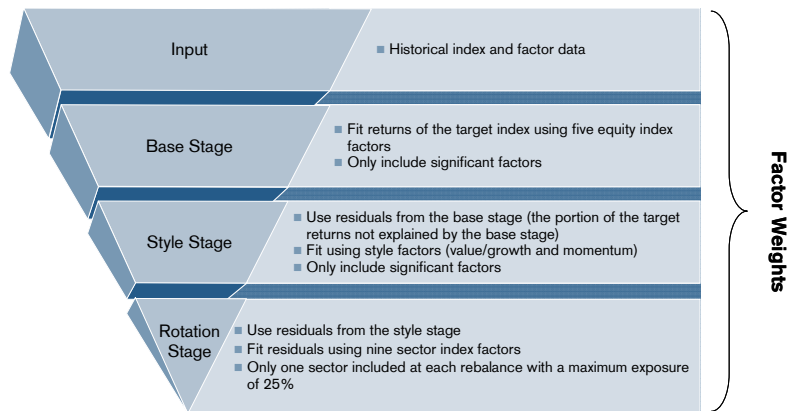 Input
Historical index and factor data
Base Stage
Fit returns of the target index using five equity index
factors
Only include significant factors
Style Stage
Use residuals from the base stage (the portion of the target
returns not explained by the base stage)
Fit using style factors (value/growth and momentum)
Only include significant factors
Rotation
Stage
Use residuals from the style stage
Fit residuals using nine sector index factors
Only one sector included at each rebalance with a maximum exposure
of 25%
Factor Weights